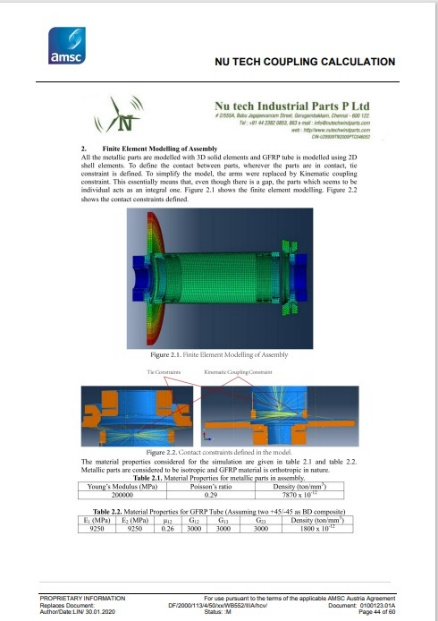 amsc
NU TECH COUPLING CALCULATION
N
Nu tech Industrial Parts P Ltd
2. Finite Element Modelling of Assembly
All the metallic parts are modelled with 3D solid elements and GFRP tube is modelled using 2D
shell elements. To define the contact between parts, wherever the parts are in contact, tie
constraint is defined. To simplify the model, the arms were replaced by Kinematic coupling
constraint. This essentially means that, even though there is a gap, the parts which seems to be
individual acts as an integral one. Figure 2.1 shows the finite element modelling. Figure 2.2
shows the contact constraints defined.
Figure 2.1. Finite Element Modelling of Assembly
Tie Constraints Kinematic Coupling Constraint
Figure 2.2. Contact constraints defined in the model.
The material properties considered for the simulation are given in table 2.1 and table 2.2.
Metallic parts are considered to be isotropic and GFRP material is orthotropic in nature.
Table 2.1. Material Properties for metallic parts in assembly.
Young's Modulus (MPa) Poisson's ratio Density (ton/mm³)
200000 0.29 7870 x 10⁻¹²
Table 2.2. Material Properties for GFRP Tube (Assuming two +45/-45 as BD composite)
E₁ (MPa) E₂ (MPa) μ₁₂ G₁₂ G₁₃ G₂₃ Density (ton/mm³)
9250 9250 0.26 3000 3000 3000 1800 x 10⁻¹²
PROPRIETARY INFORMATION For use pursuant to the terms of the applicable AMSC Austria Agreement
Replaces Document: DF/2000/113/4/50/xx/WB552/II/A/hcv/ Document: 0100123.01A
Author/Date:LIN/ 30.01.2020 Status: :M Page 44 of 60